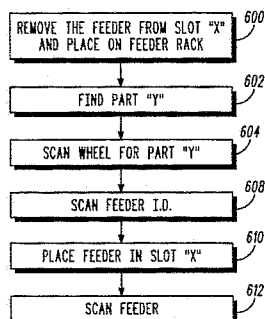 REMOVE THE FEEDER FROM SLOT "X"
AND PLACE ON FEEDER RACK
600
FIND PART "Y"
602
SCAN WHEEL FOR PART "Y"
604
SCAN FEEDER I.D.
608
PLACE FEEDER IN SLOT "X"
610
SCAN FEEDER
612